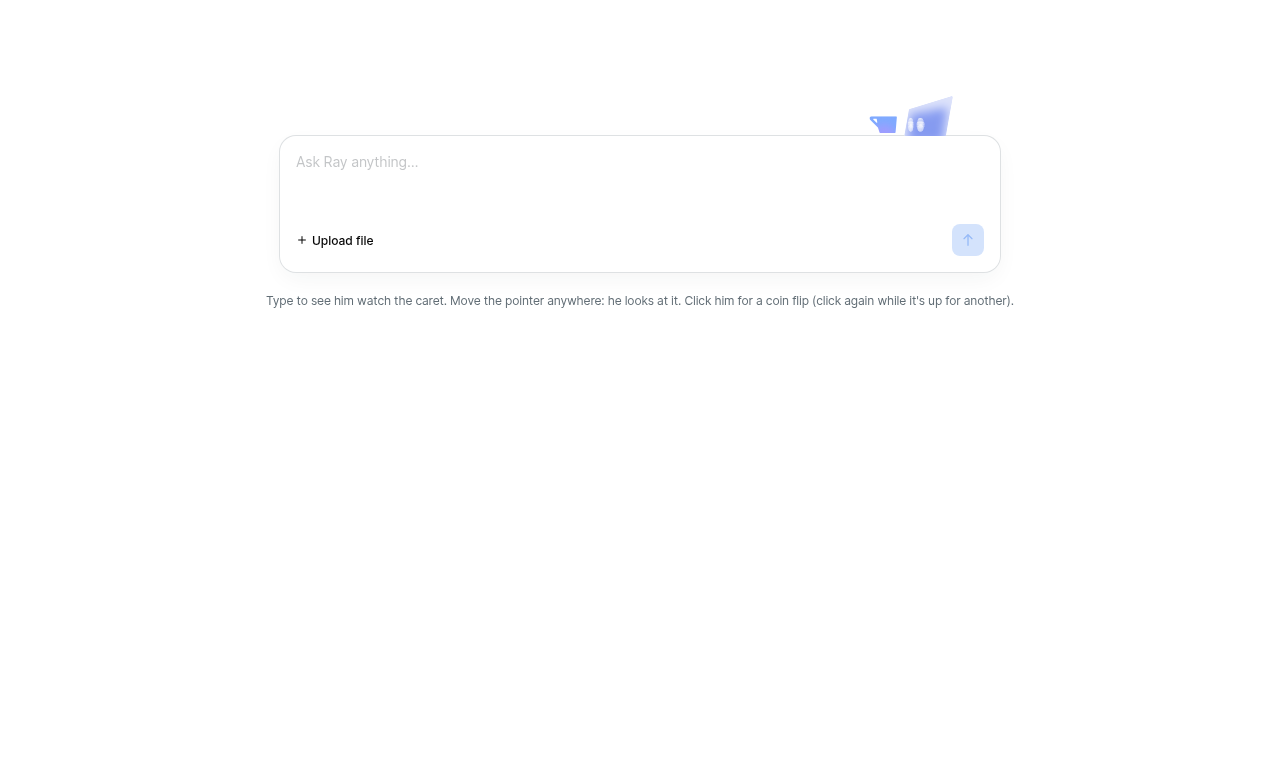 Ask Ray anything...
+ Upload file
Type to see him watch the caret. Move the pointer anywhere: he looks at it. Click him for a coin flip (click again while it's up for another).